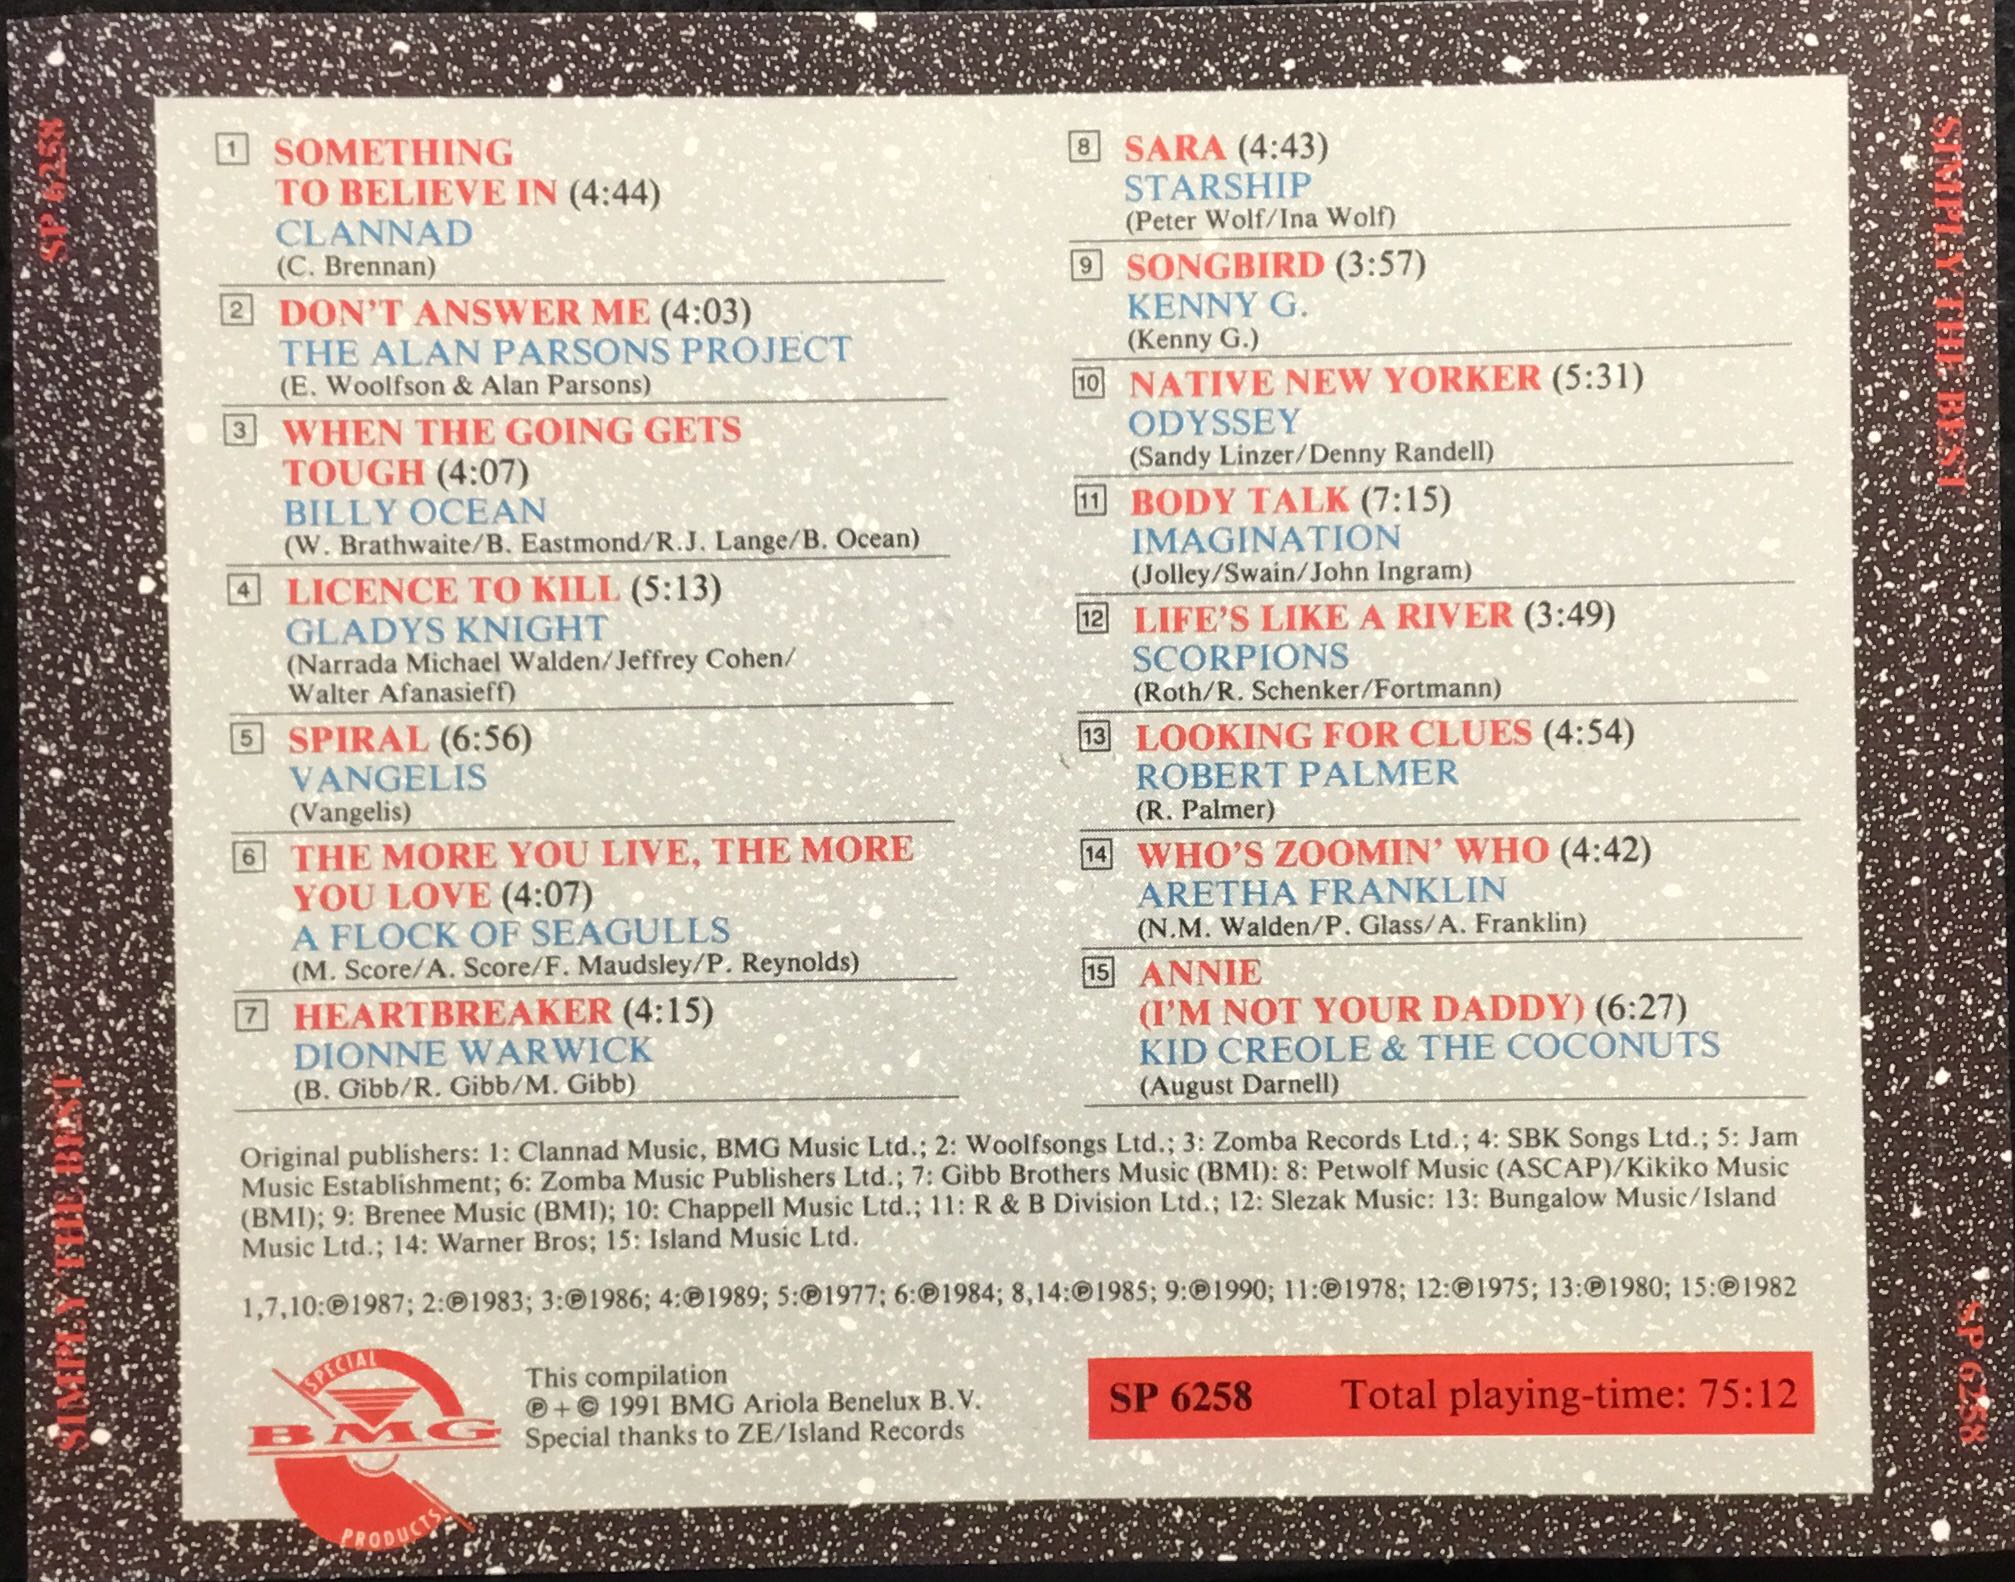 SP 6258
SIMPLY THE BEST
1 SOMETHING
TO BELIEVE IN (4:44)
CLANNAD
(C. Brennan)
2 DON'T ANSWER ME (4:03)
THE ALAN PARSONS PROJECT
(E. Woolfson & Alan Parsons)
3 WHEN THE GOING GETS
TOUGH (4:07)
BILLY OCEAN
(W. Brathwaite/B. Eastmond/R.J. Lange/B. Ocean)
4 LICENCE TO KILL (5:13)
GLADYS KNIGHT
(Narrada Michael Walden/Jeffrey Cohen/
Walter Afanasieff)
5 SPIRAL (6:56)
VANGELIS
(Vangelis)
6 THE MORE YOU LIVE, THE MORE
YOU LOVE (4:07)
A FLOCK OF SEAGULLS
(M. Score/A. Score/F. Maudsley/P. Reynolds)
7 HEARTBREAKER (4:15)
DIONNE WARWICK
(B. Gibb/R. Gibb/M. Gibb)
8 SARA (4:43)
STARSHIP
(Peter Wolf/Ina Wolf)
9 SONGBIRD (3:57)
KENNY G.
(Kenny G.)
10 NATIVE NEW YORKER (5:31)
ODYSSEY
(Sandy Linzer/Denny Randell)
11 BODY TALK (7:15)
IMAGINATION
(Jolley/Swain/John Ingram)
12 LIFE'S LIKE A RIVER (3:49)
SCORPIONS
(Roth/R. Schenker/Fortmann)
13 LOOKING FOR CLUES (4:54)
ROBERT PALMER
(R. Palmer)
14 WHO'S ZOOMIN' WHO (4:42)
ARETHA FRANKLIN
(N.M. Walden/P. Glass/A. Franklin)
15 ANNIE
(I'M NOT YOUR DADDY) (6:27)
KID CREOLE & THE COCONUTS
(August Darnell)
Original publishers: 1: Clannad Music, BMG Music Ltd.; 2: Woolfsongs Ltd.; 3: Zomba Records Ltd.; 4: SBK Songs Ltd.; 5: Jam
Music Establishment; 6: Zomba Music Publishers Ltd.; 7: Gibb Brothers Music (BMI): 8: Petwolf Music (ASCAP)/Kikiko Music
(BMI); 9: Brenee Music (BMI); 10: Chappell Music Ltd.; 11: R & B Division Ltd.; 12: Slezak Music: 13: Bungalow Music/Island
Music Ltd.; 14: Warner Bros; 15: Island Music Ltd.
1,7,10:℗1987; 2:℗1983; 3:℗1986; 4:℗1989; 5:℗1977; 6:℗1984; 8,14:℗1985; 9:℗1990; 11:℗1978; 12:℗1975; 13:℗1980; 15:℗1982
SPECIAL
BMG
PRODUCTS
This compilation
℗ + © 1991 BMG Ariola Benelux B.V.
Special thanks to ZE/Island Records
SP 6258 Total playing-time: 75:12
SIMPLY THE BEST
SP 6258